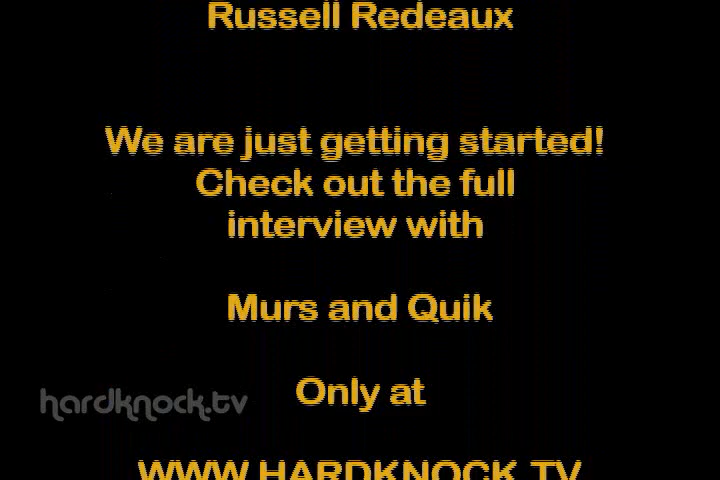 Russell Redeaux
We are just getting started!
Check out the full
interview with
Murs and Quik
Only at
hardknock.tv
WWW.HARDKNOCK.TV